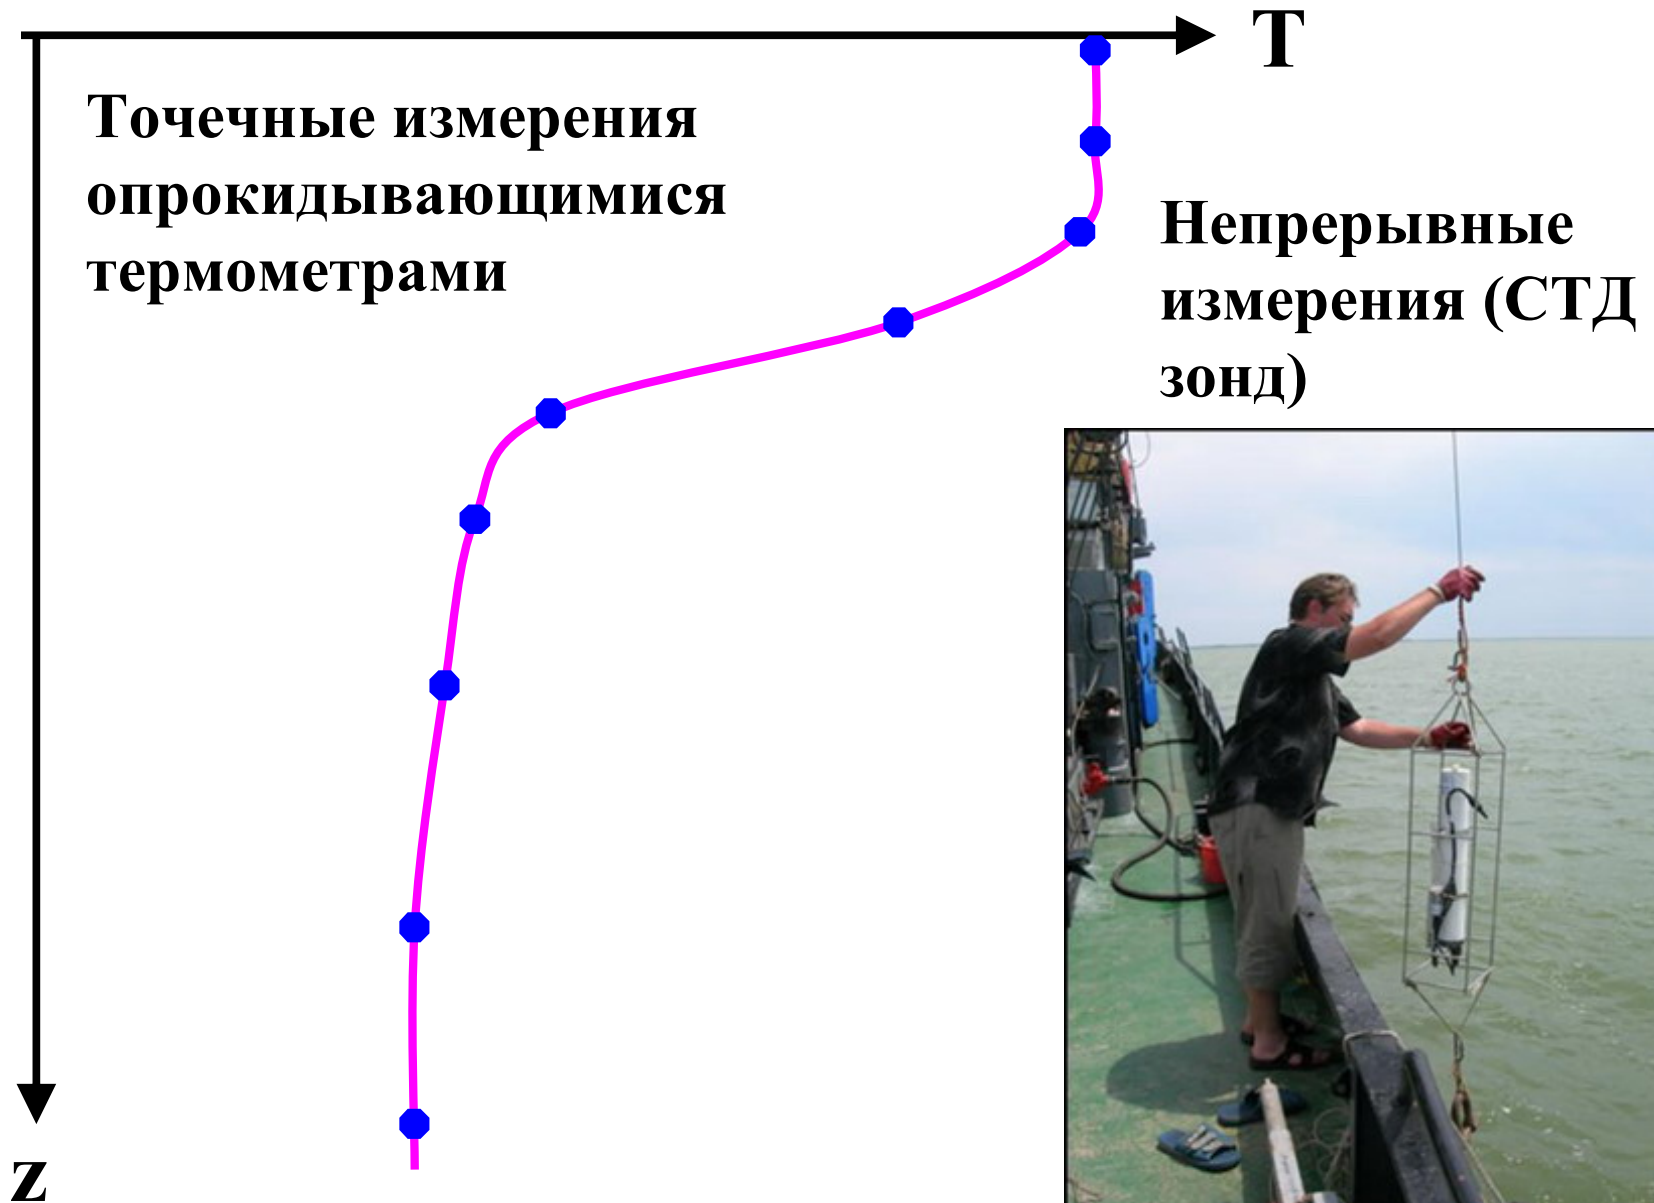 T
Точечные измерения
опрокидывающимися
термометрами
Непрерывные
измерения (СТД
зонд)
z